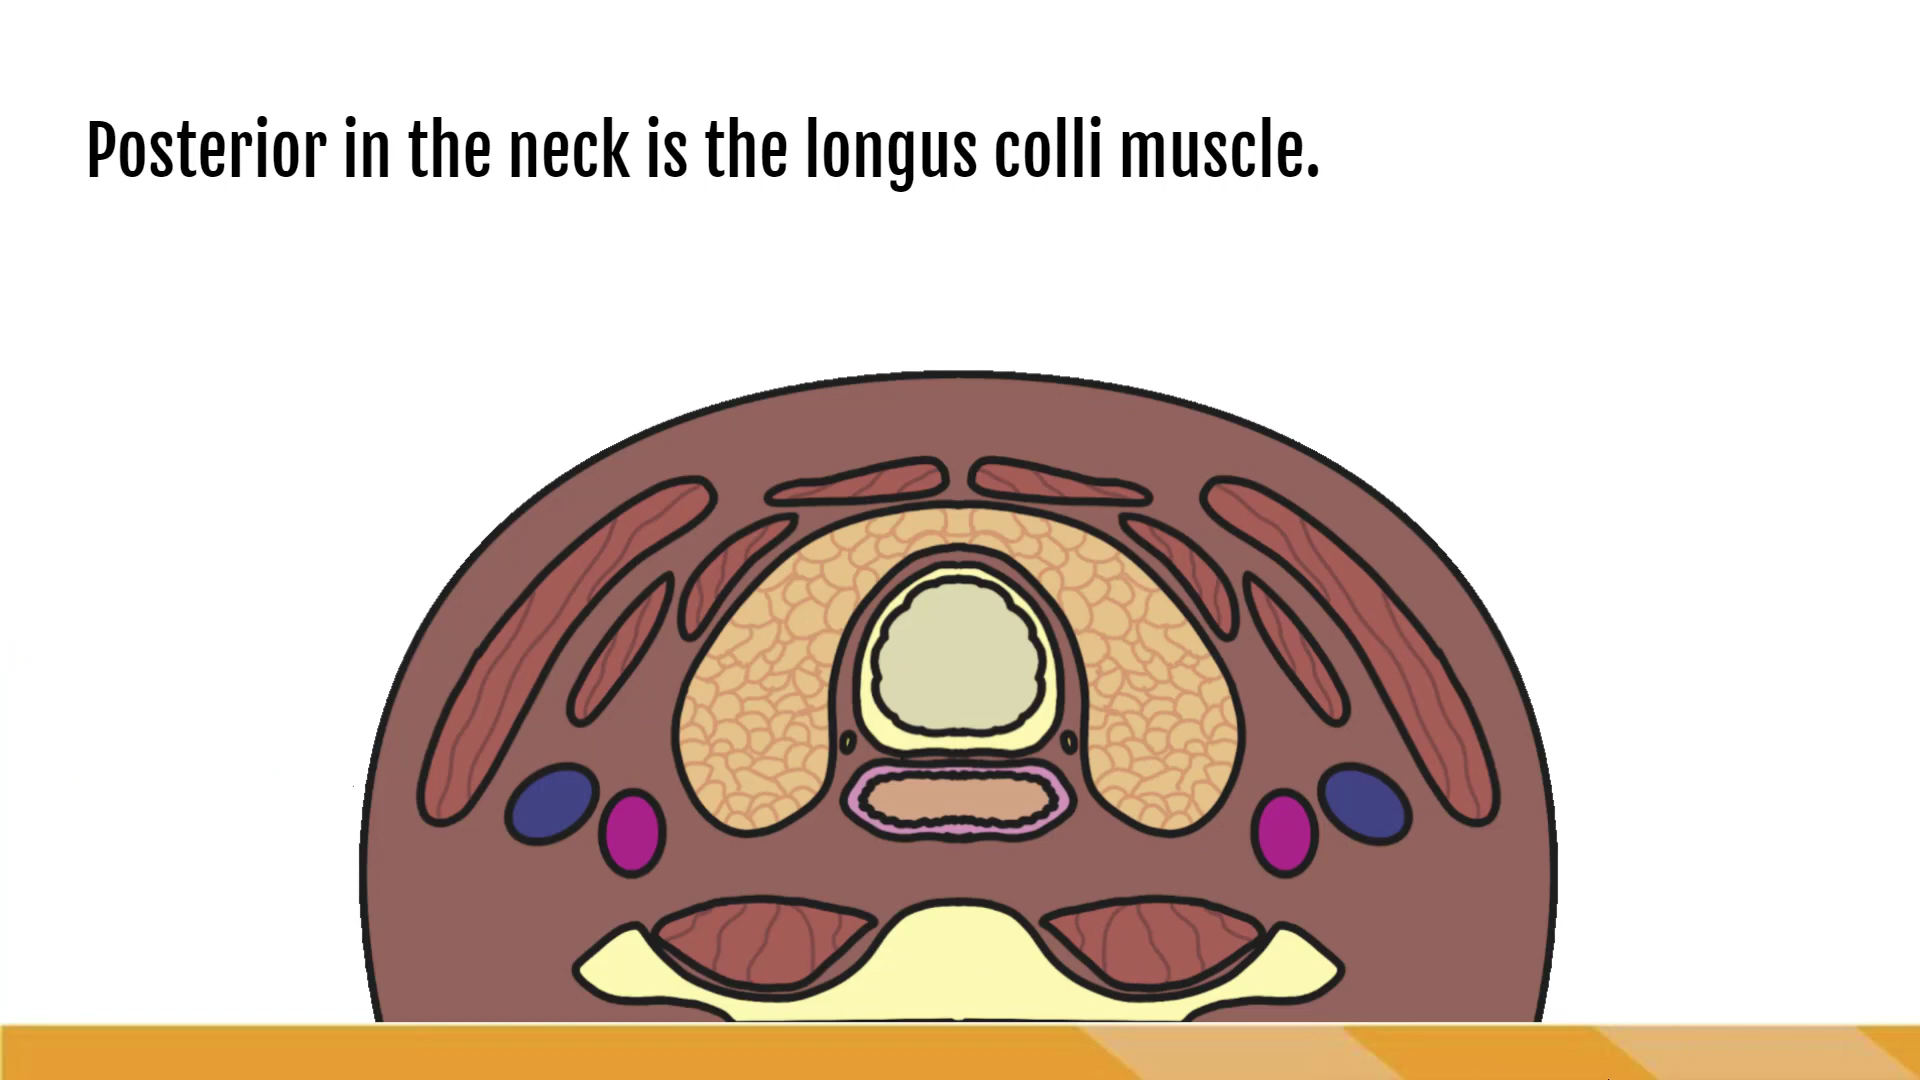 Posterior in the neck is the longus colli muscle.